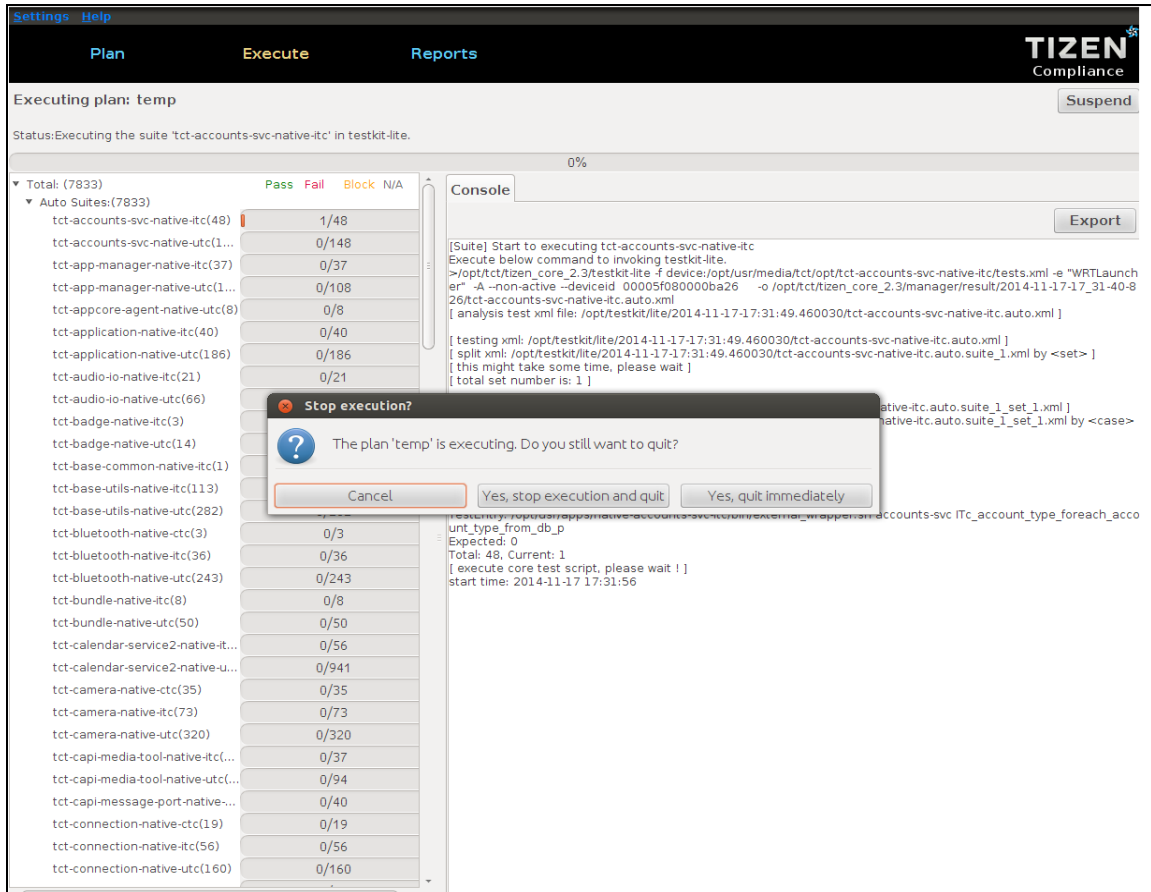 Settings Help
Plan Execute Reports
TIZEN
Compliance
Executing plan: temp
Suspend
Status:Executing the suite 'tct-accounts-svc-native-itc' in testkit-lite.
0%
Total: (7833) Pass Fail Block N/A
Auto Suites:(7833)
tct-accounts-svc-native-itc(48) 1/48
tct-accounts-svc-native-utc(1... 0/148
tct-app-manager-native-itc(37) 0/37
tct-app-manager-native-utc(1... 0/108
tct-appcore-agent-native-utc(8) 0/8
tct-application-native-itc(40) 0/40
tct-application-native-utc(186) 0/186
tct-audio-io-native-itc(21) 0/21
tct-audio-io-native-utc(66)
tct-badge-native-itc(3)
tct-badge-native-utc(14)
tct-base-common-native-itc(1)
tct-base-utils-native-itc(113)
tct-base-utils-native-utc(282)
tct-bluetooth-native-ctc(3) 0/3
tct-bluetooth-native-itc(36) 0/36
tct-bluetooth-native-utc(243) 0/243
tct-bundle-native-itc(8) 0/8
tct-bundle-native-utc(50) 0/50
tct-calendar-service2-native-it... 0/56
tct-calendar-service2-native-u... 0/941
tct-camera-native-ctc(35) 0/35
tct-camera-native-itc(73) 0/73
tct-camera-native-utc(320) 0/320
tct-capi-media-tool-native-itc(... 0/37
tct-capi-media-tool-native-utc(... 0/94
tct-capi-message-port-native-... 0/40
tct-connection-native-ctc(19) 0/19
tct-connection-native-itc(56) 0/56
tct-connection-native-utc(160) 0/160
Console
Export
[Suite] Start to executing tct-accounts-svc-native-itc
Execute below command to invoking testkit-lite.
>/opt/tct/tizen_core_2.3/testkit-lite -f device:/opt/usr/media/tct/opt/tct-accounts-svc-native-itc/tests.xml -e "WRTLaunch
er" -A --non-active --deviceid 00005f080000ba26 -o /opt/tct/tizen_core_2.3/manager/result/2014-11-17-17_31-40-8
26/tct-accounts-svc-native-itc.auto.xml
[ analysis test xml file: /opt/testkit/lite/2014-11-17-17:31:49.460030/tct-accounts-svc-native-itc.auto.xml ]
[ testing xml: /opt/testkit/lite/2014-11-17-17:31:49.460030/tct-accounts-svc-native-itc.auto.xml ]
[ split xml: /opt/testkit/lite/2014-11-17-17:31:49.460030/tct-accounts-svc-native-itc.auto.suite_1.xml by <set> ]
[ this might take some time, please wait ]
[ total set number is: 1 ]
ative-itc.auto.suite_1_set_1.xml ]
native-itc.auto.suite_1_set_1.xml by <case>
Stop execution?
The plan 'temp' is executing. Do you still want to quit?
Cancel Yes, stop execution and quit Yes, quit immediately
TestEntry: /opt/usr/apps/native-accounts-svc-itc/bin/external_wrapper.sh accounts-svc ITc_account_type_foreach_acco
unt_type_from_db_p
Expected: 0
Total: 48, Current: 1
[ execute core test script, please wait ! ]
start time: 2014-11-17 17:31:56